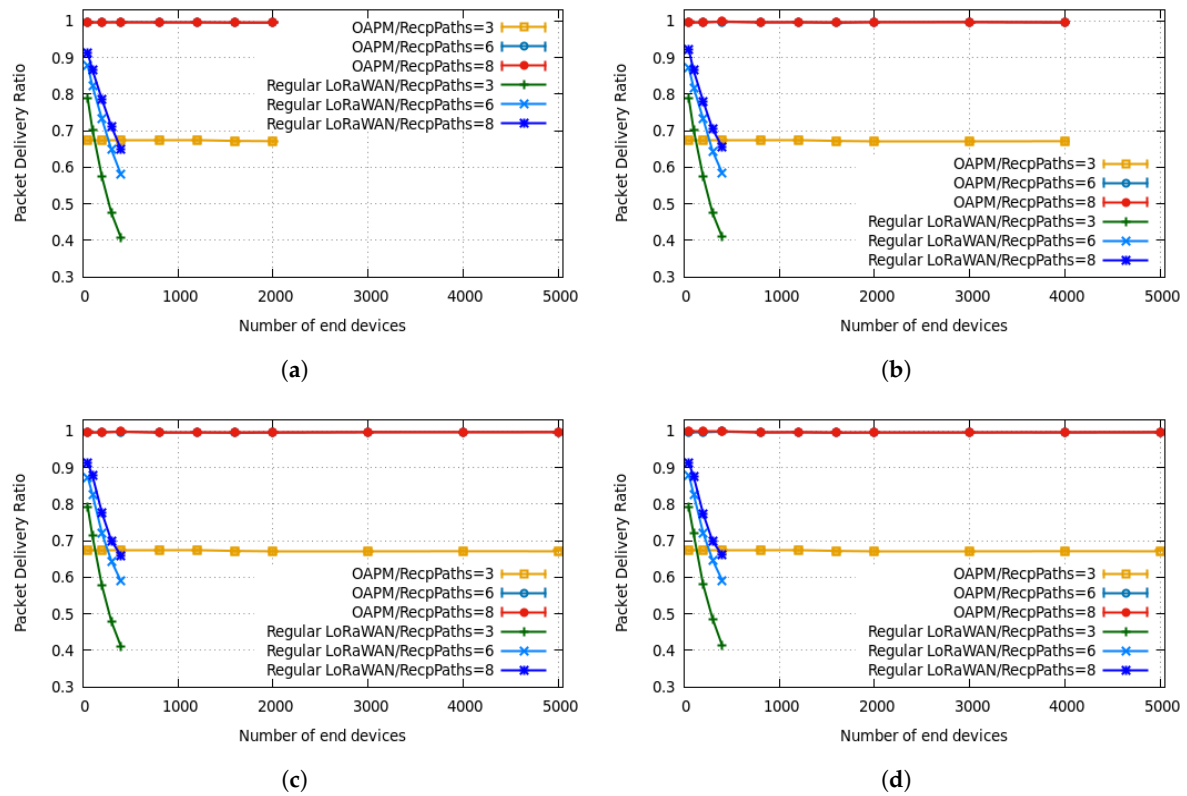 1
0.9
0.8
0.7
0.6
0.5
0.4
0.3
Packet Delivery Ratio
OAPM/RecpPaths=3
OAPM/RecpPaths=6
OAPM/RecpPaths=8
Regular LoRaWAN/RecpPaths=3
Regular LoRaWAN/RecpPaths=6
Regular LoRaWAN/RecpPaths=8
0 1000 2000 3000 4000 5000
Number of end devices
(a)
1
0.9
0.8
0.7
0.6
0.5
0.4
0.3
Packet Delivery Ratio
OAPM/RecpPaths=3
OAPM/RecpPaths=6
OAPM/RecpPaths=8
Regular LoRaWAN/RecpPaths=3
Regular LoRaWAN/RecpPaths=6
Regular LoRaWAN/RecpPaths=8
0 1000 2000 3000 4000 5000
Number of end devices
(b)
1
0.9
0.8
0.7
0.6
0.5
0.4
0.3
Packet Delivery Ratio
OAPM/RecpPaths=3
OAPM/RecpPaths=6
OAPM/RecpPaths=8
Regular LoRaWAN/RecpPaths=3
Regular LoRaWAN/RecpPaths=6
Regular LoRaWAN/RecpPaths=8
0 1000 2000 3000 4000 5000
Number of end devices
(c)
1
0.9
0.8
0.7
0.6
0.5
0.4
0.3
Packet Delivery Ratio
OAPM/RecpPaths=3
OAPM/RecpPaths=6
OAPM/RecpPaths=8
Regular LoRaWAN/RecpPaths=3
Regular LoRaWAN/RecpPaths=6
Regular LoRaWAN/RecpPaths=8
0 1000 2000 3000 4000 5000
Number of end devices
(d)